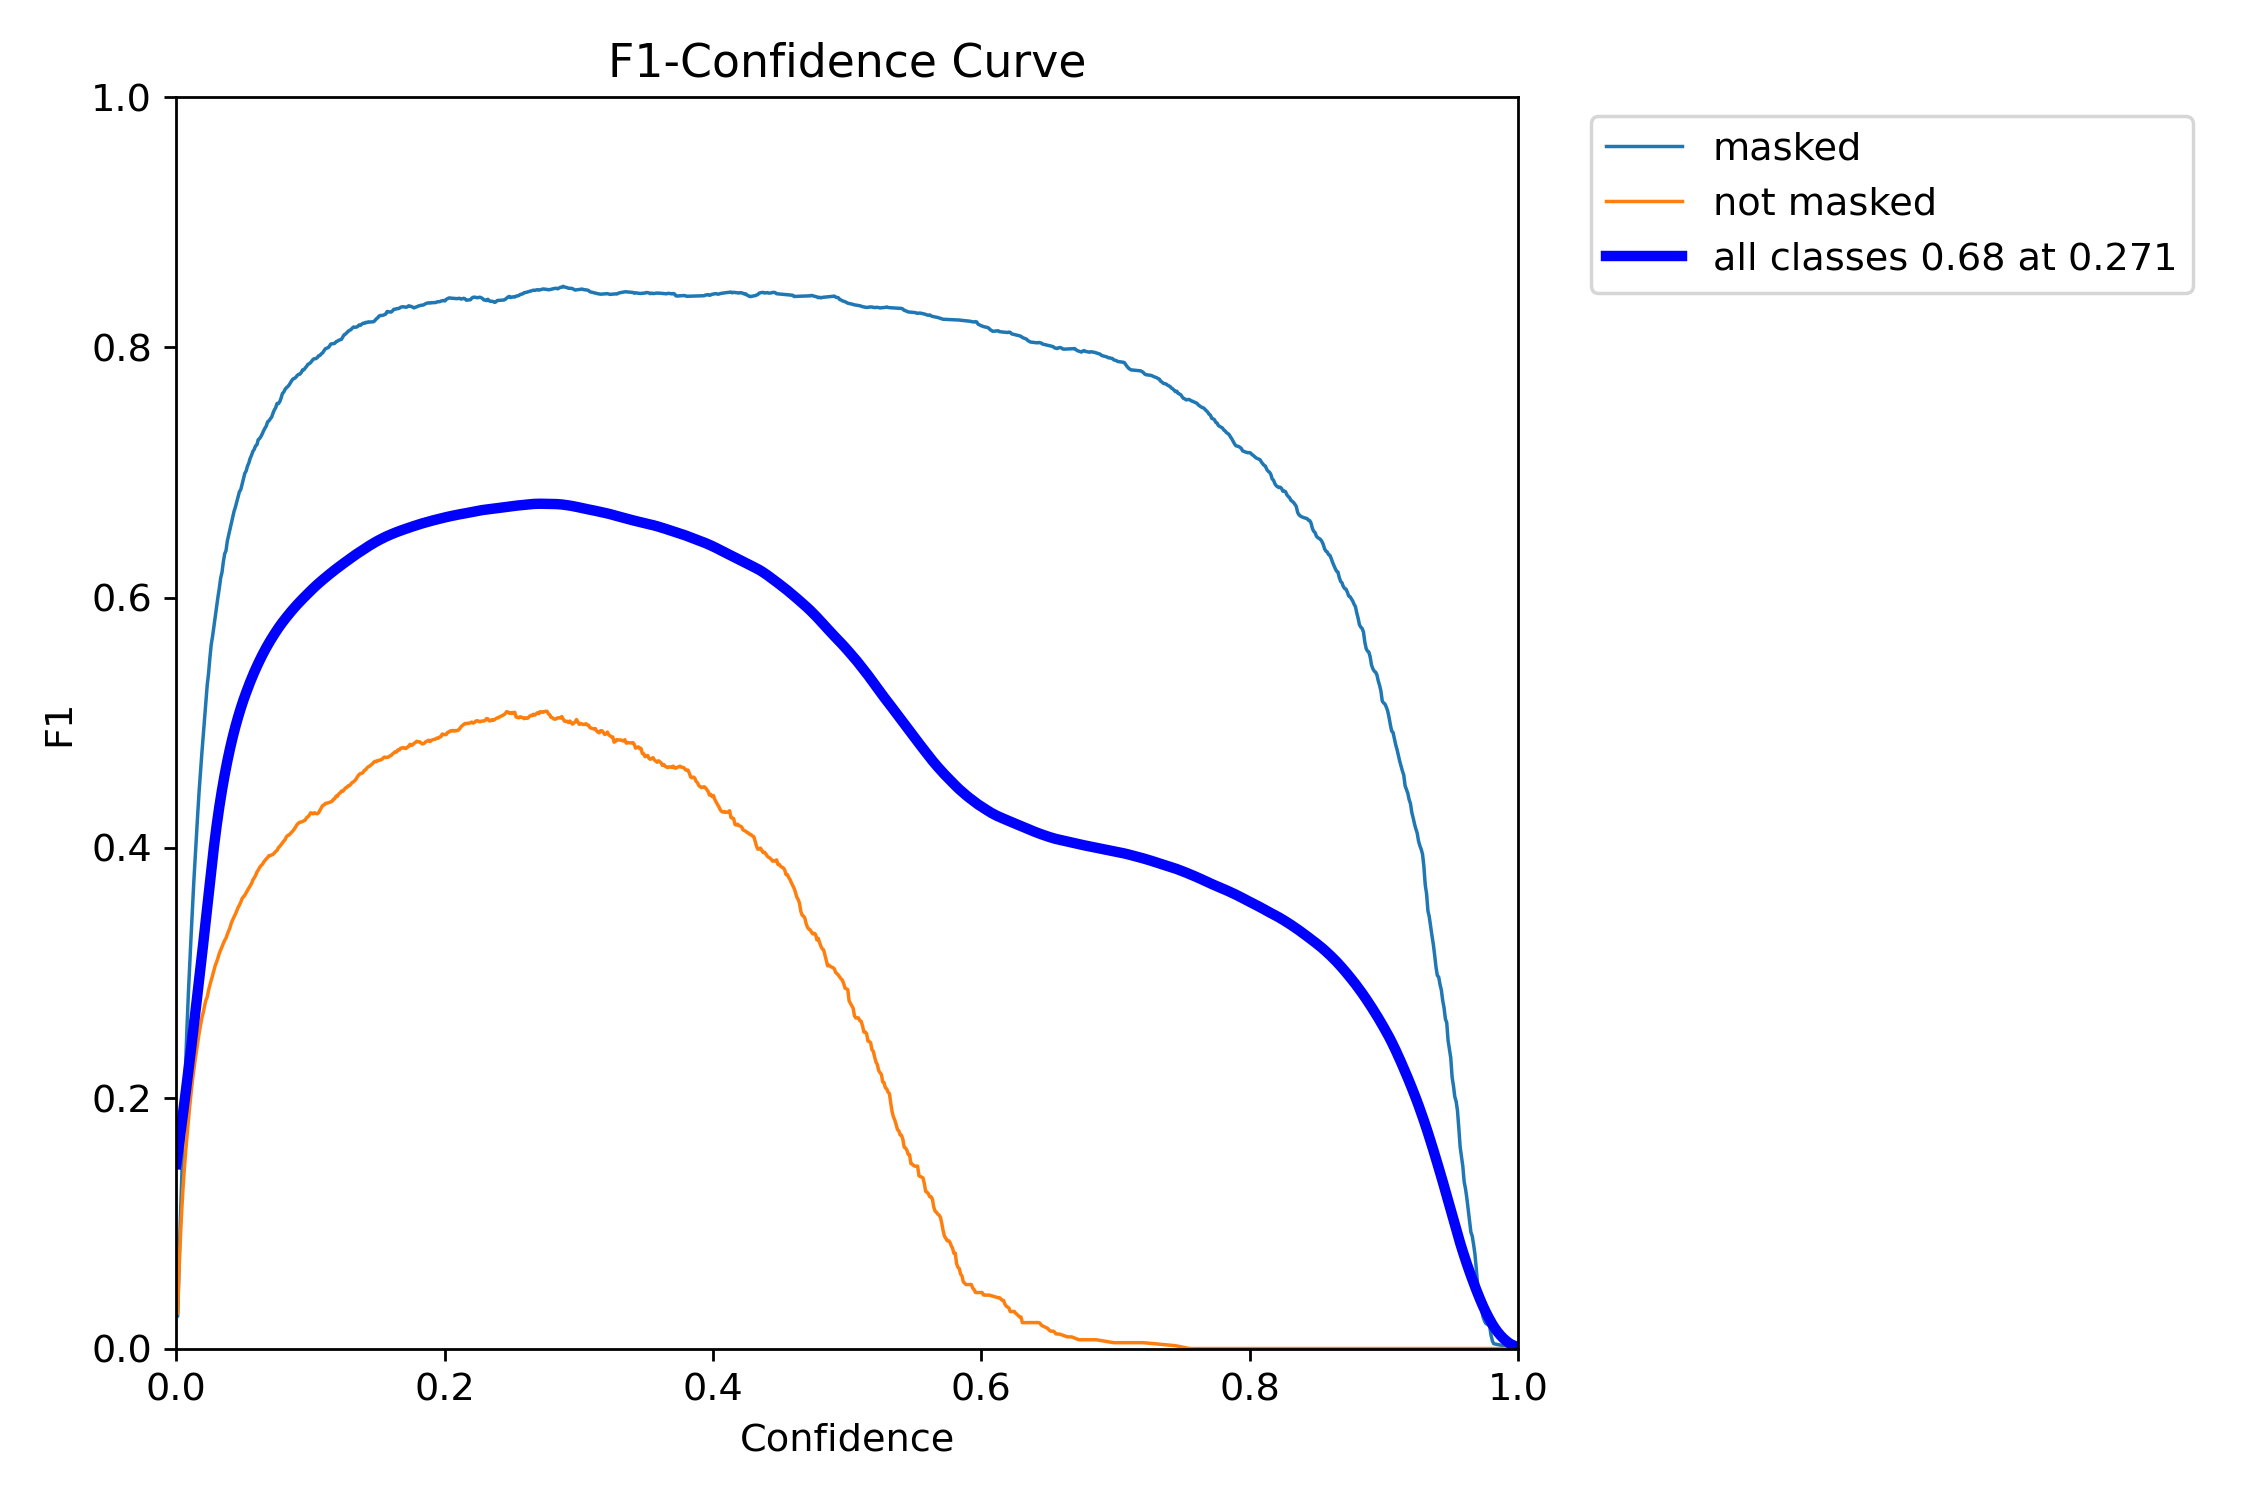 F1-Confidence Curve
masked
not masked
all classes 0.68 at 0.271
1.0
0.8
0.6
0.4
0.2
0.0
F1
0.0 0.2 0.4 0.6 0.8 1.0
Confidence